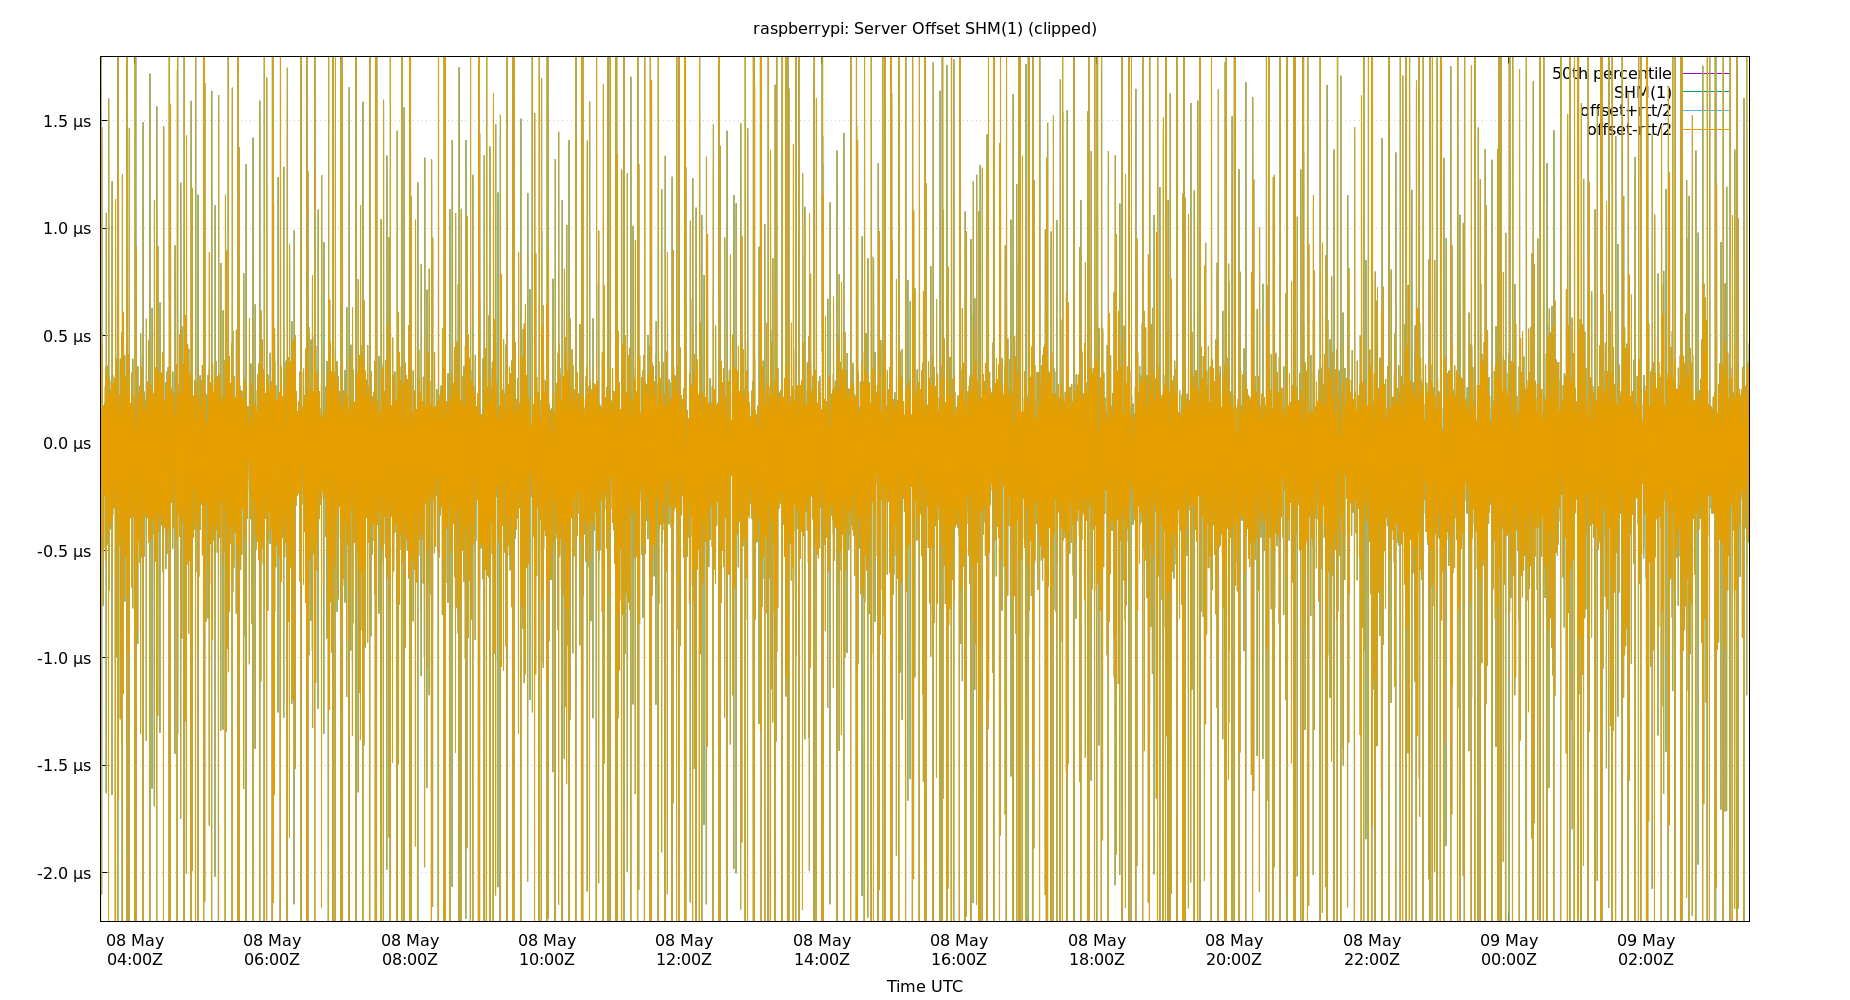 raspberrypi: Server Offset SHM(1) (clipped)
50th percentile
SHM(1)
offset+rtt/2
offset-rtt/2
1.5 µs
1.0 µs
0.5 µs
0.0 µs
-0.5 µs
-1.0 µs
-1.5 µs
-2.0 µs
08 May 08 May 08 May 08 May 08 May 08 May 08 May 08 May 08 May 08 May 09 May 09 May
04:00Z 06:00Z 08:00Z 10:00Z 12:00Z 14:00Z 16:00Z 18:00Z 20:00Z 22:00Z 00:00Z 02:00Z
Time UTC